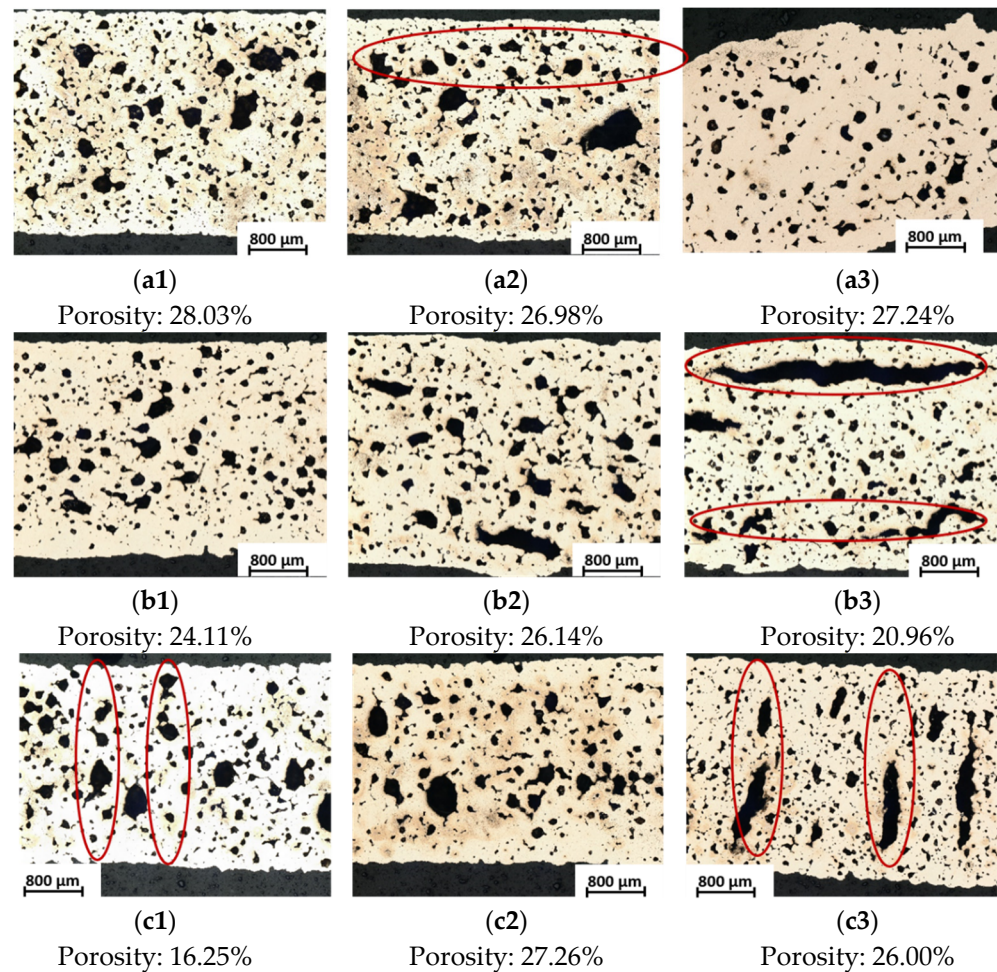 800 µm
800 µm
800 µm
(a1)
(a2)
(a3)
Porosity: 28.03%
Porosity: 26.98%
Porosity: 27.24%
800 µm
800 µm
800 µm
(b1)
(b2)
(b3)
Porosity: 24.11%
Porosity: 26.14%
Porosity: 20.96%
800 µm
800 µm
800 µm
(c1)
(c2)
(c3)
Porosity: 16.25%
Porosity: 27.26%
Porosity: 26.00%